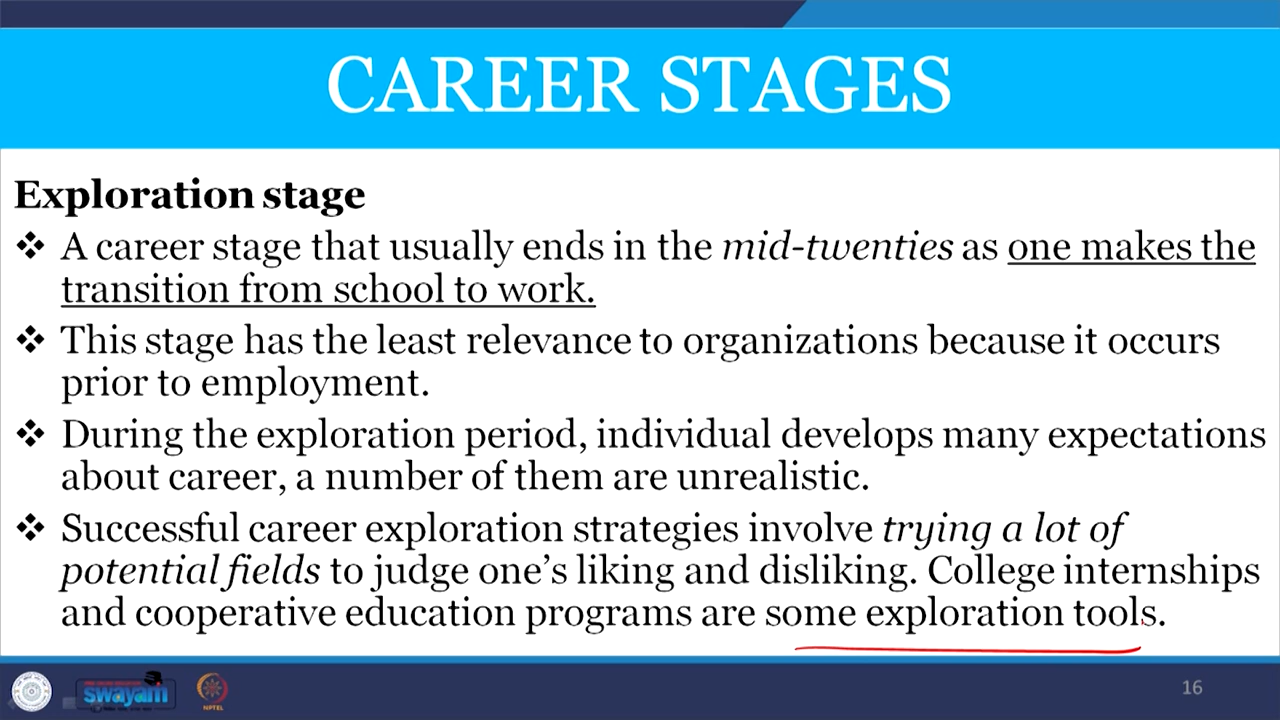 CAREER STAGES
Exploration stage
❖ A career stage that usually ends in the mid-twenties as one makes the
transition from school to work.
❖ This stage has the least relevance to organizations because it occurs
prior to employment.
❖ During the exploration period, individual develops many expectations
about career, a number of them are unrealistic.
❖ Successful career exploration strategies involve trying a lot of
potential fields to judge one’s liking and disliking. College internships
and cooperative education programs are some exploration tools.
swayam
NPTEL
16